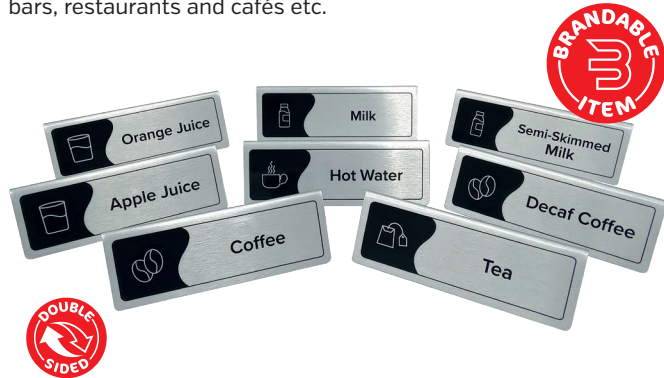 bars, restaurants and cafés etc.
BRANDABLE
ITEM
Orange Juice
Milk
Semi-Skimmed
Milk
Apple Juice
Hot Water
Decaf Coffee
Coffee
Tea
DOUBLE
SIDED